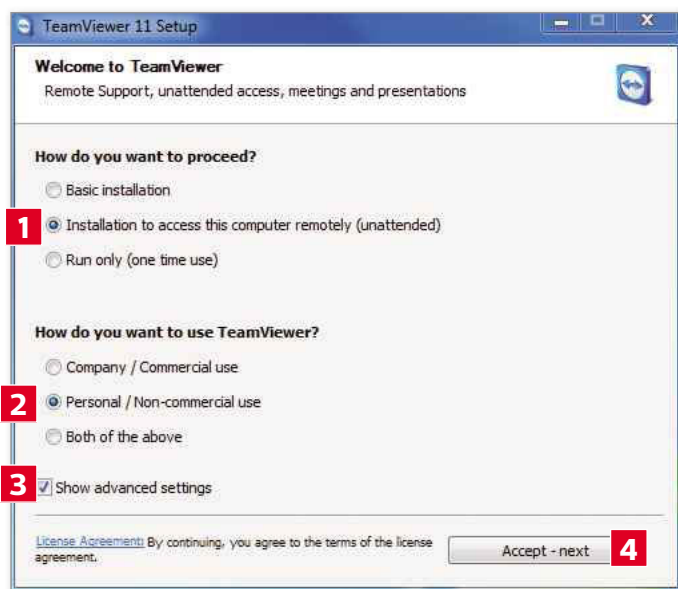 TeamViewer 11 Setup
Welcome to TeamViewer
Remote Support, unattended access, meetings and presentations
How do you want to proceed?
Basic installation
1 Installation to access this computer remotely (unattended)
Run only (one time use)
How do you want to use TeamViewer?
Company / Commercial use
2 Personal / Non-commercial use
Both of the above
3 Show advanced settings
License Agreement: By continuing, you agree to the terms of the license
agreement.
Accept - next 4